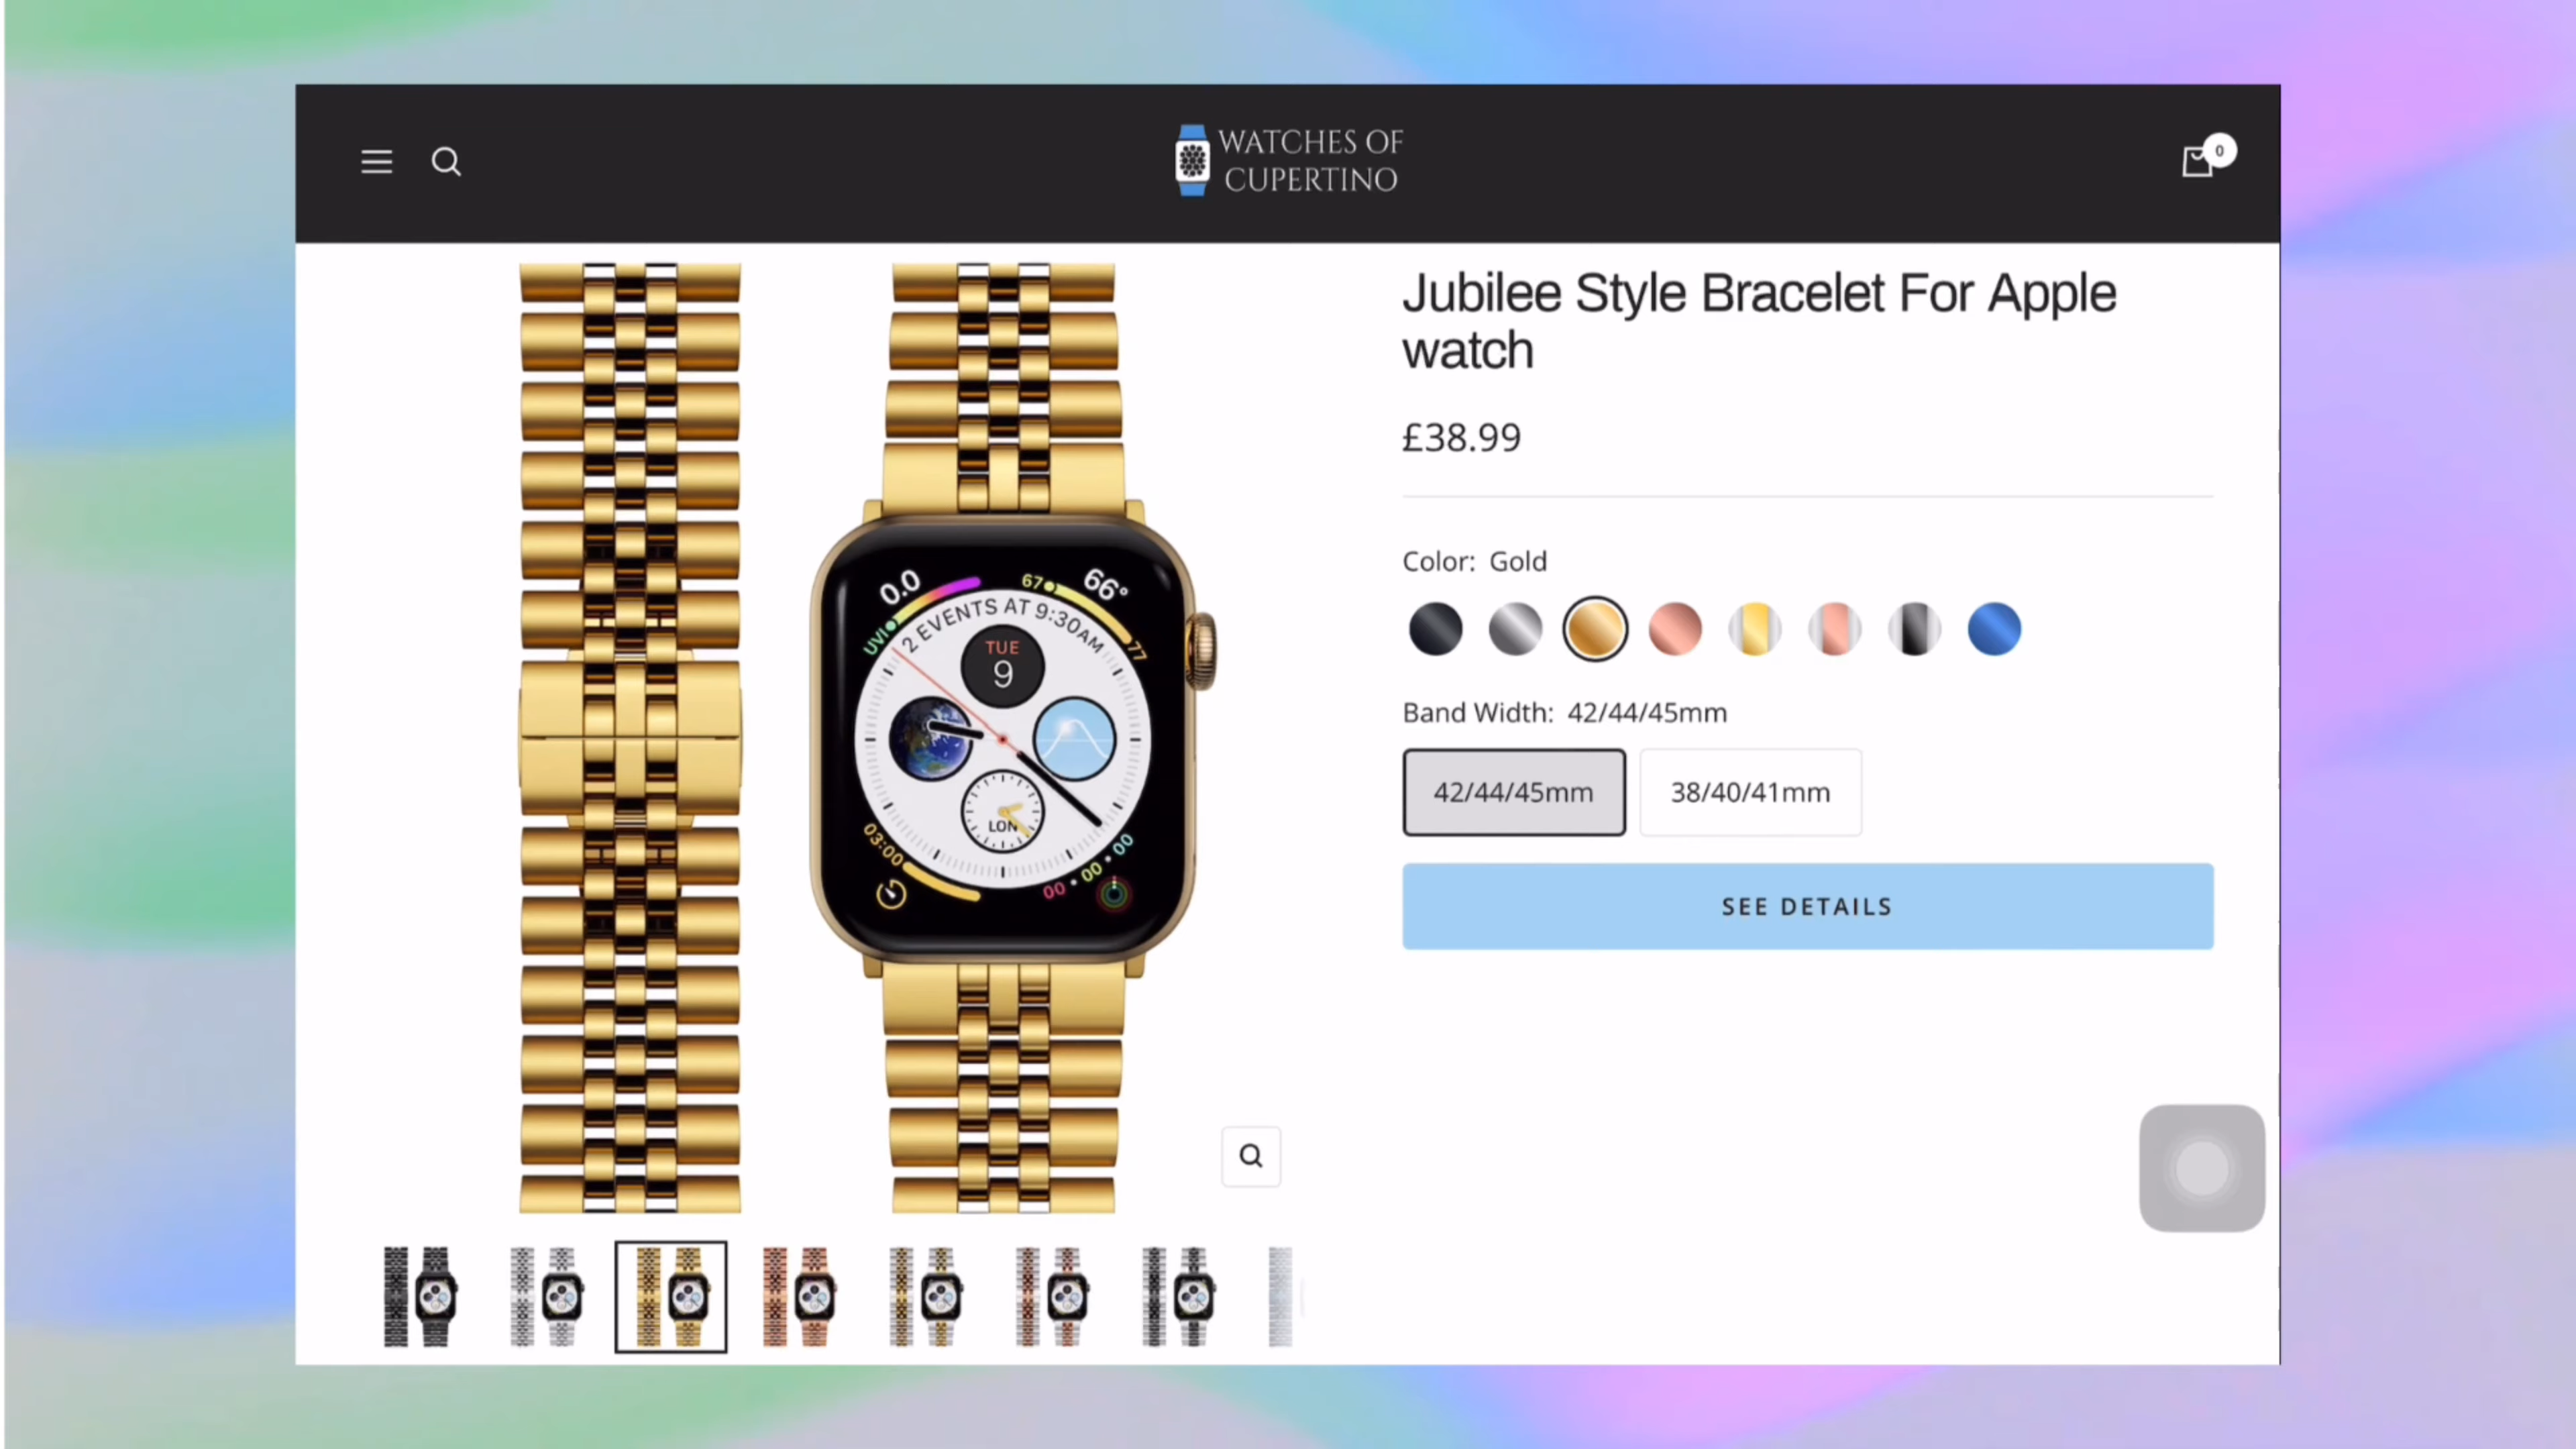 WATCHES OF
CUPERTINO
0
Jubilee Style Bracelet For Apple
watch
£38.99
Color: Gold
Band Width: 42/44/45mm
42/44/45mm
38/40/41mm
SEE DETAILS
0.0
67
66°
UVI
77
2 EVENTS AT 9:30AM
TUE
9
LON
03:00
00 • 00 • 00